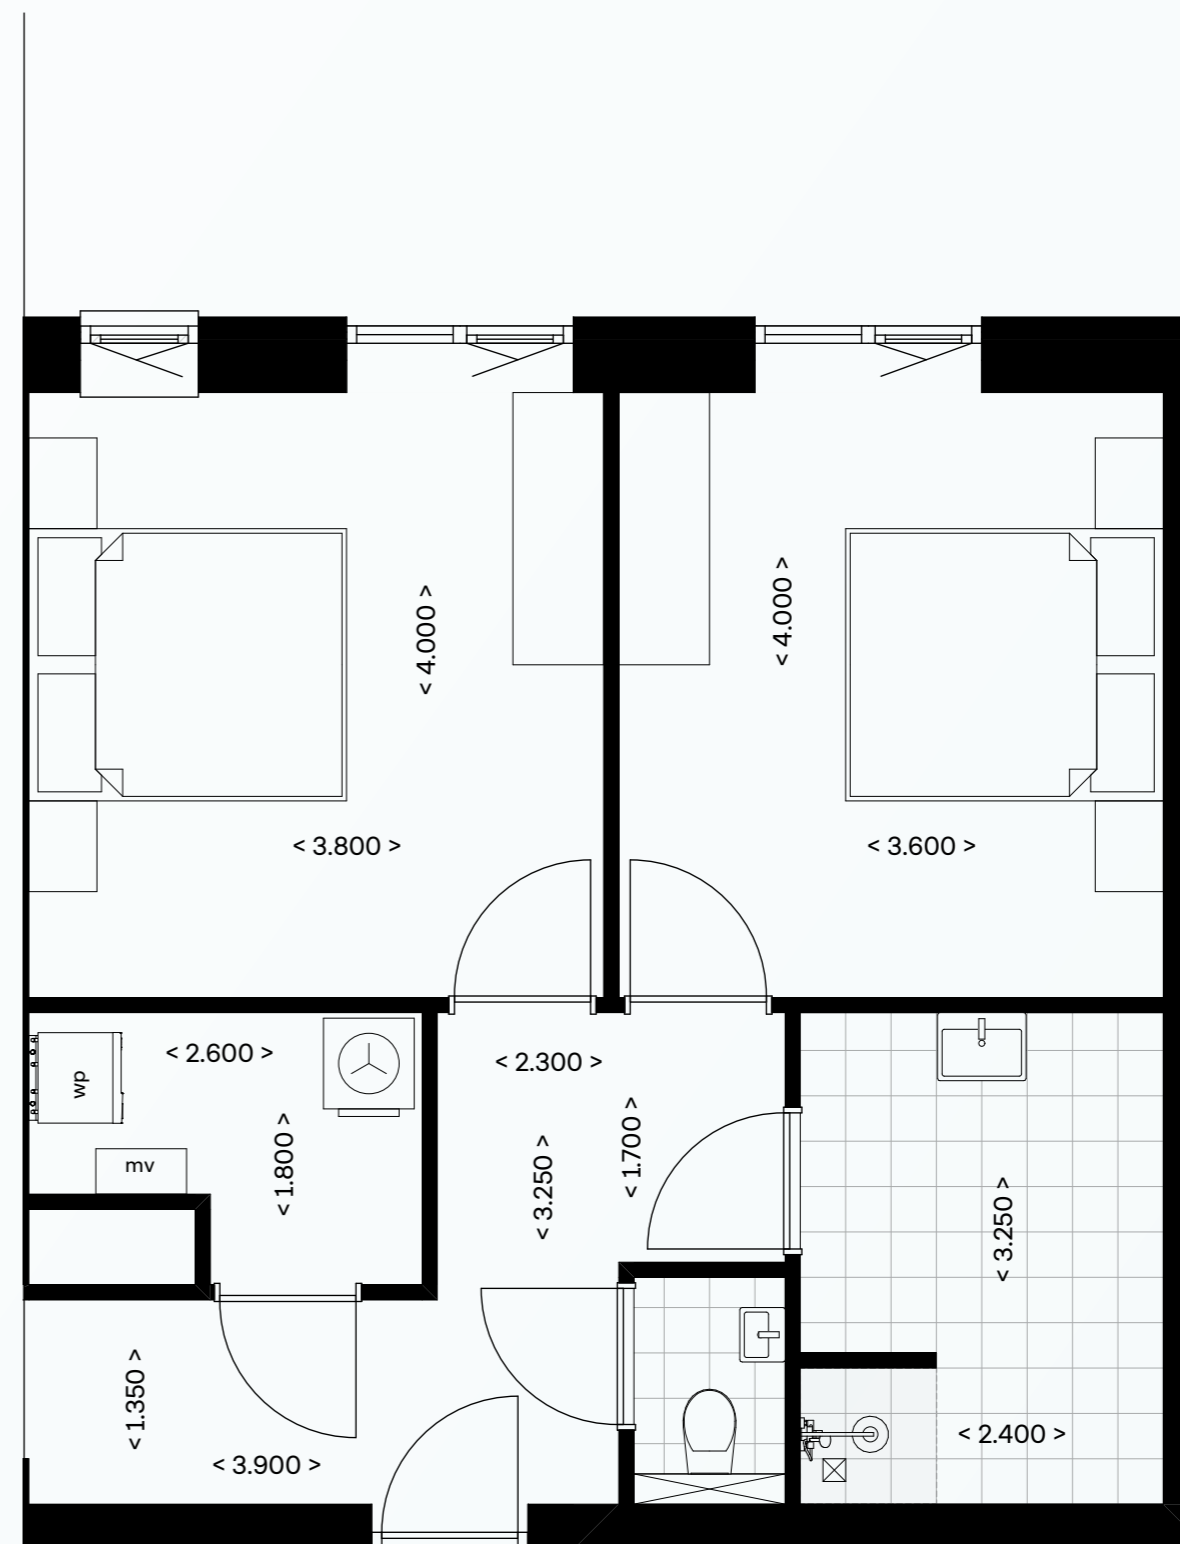 < 4.000 >
< 4.000 >
< 3.800 >
< 3.600 >
< 2.600 >
wp
mv
< 1.800 >
< 2.300 >
< 1.700 >
< 3.250 >
< 3.250 >
< 1.350 >
< 3.900 >
< 2.400 >